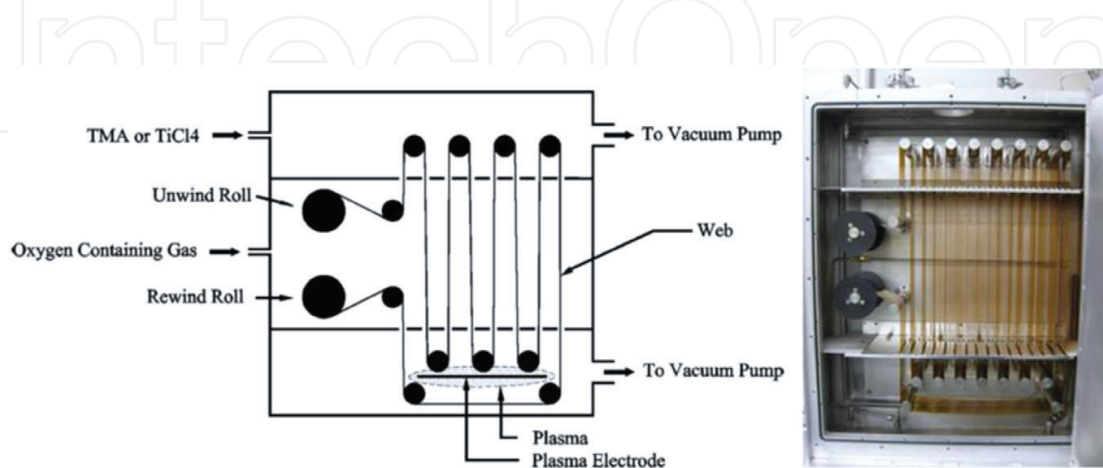 IntechOpen
TMA or TiCl4
To Vacuum Pump
Unwind Roll
Web
Oxygen Containing Gas
Rewind Roll
To Vacuum Pump
Plasma
Plasma Electrode